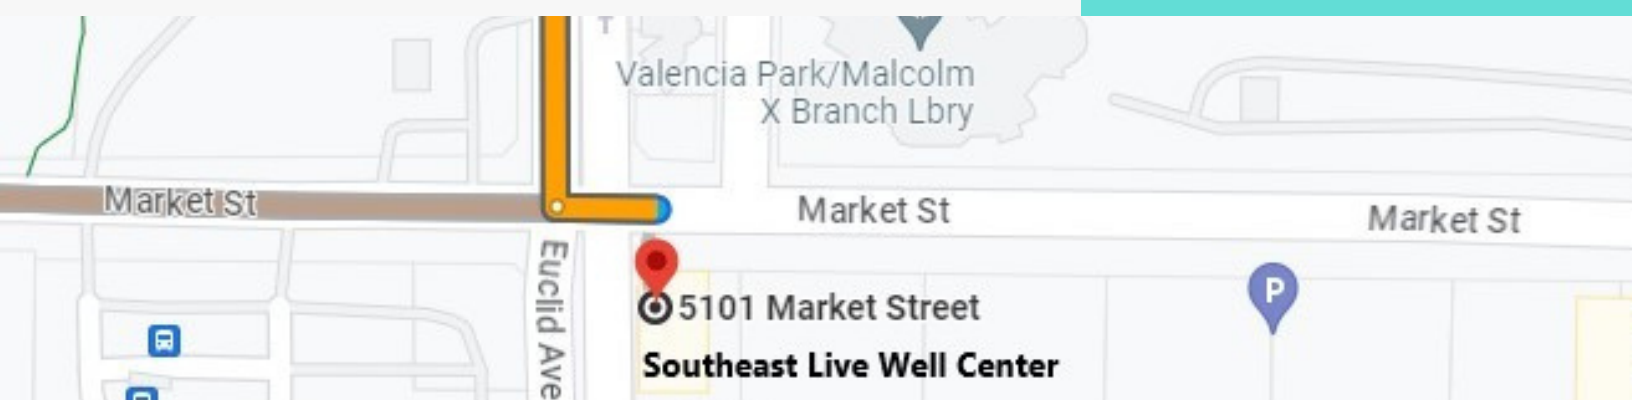 T
Valencia Park/Malcolm
X Branch Lbry
Market St
Market St
Market St
Euclid Ave
5101 Market Street
P
Southeast Live Well Center